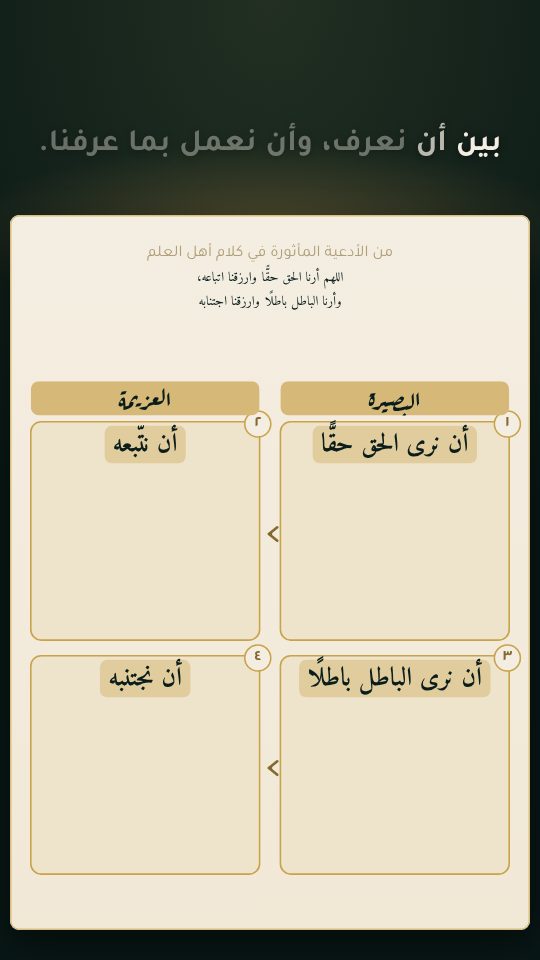 بين أن نعرف، وأن نعمل بما عرفنا.
من الأدعية المأثورة في كلام أهل العلم
اللهم أرنا الحق حقًّا وارزقنا اتباعه،
وأرنا الباطل باطلًا وارزقنا اجتنابه
البصيرة
العزيمة
١
أن نرى الحق حقًّا
٢
أن نتّبعه
٣
أن نرى الباطل باطلًا
٤
أن نجتنبه